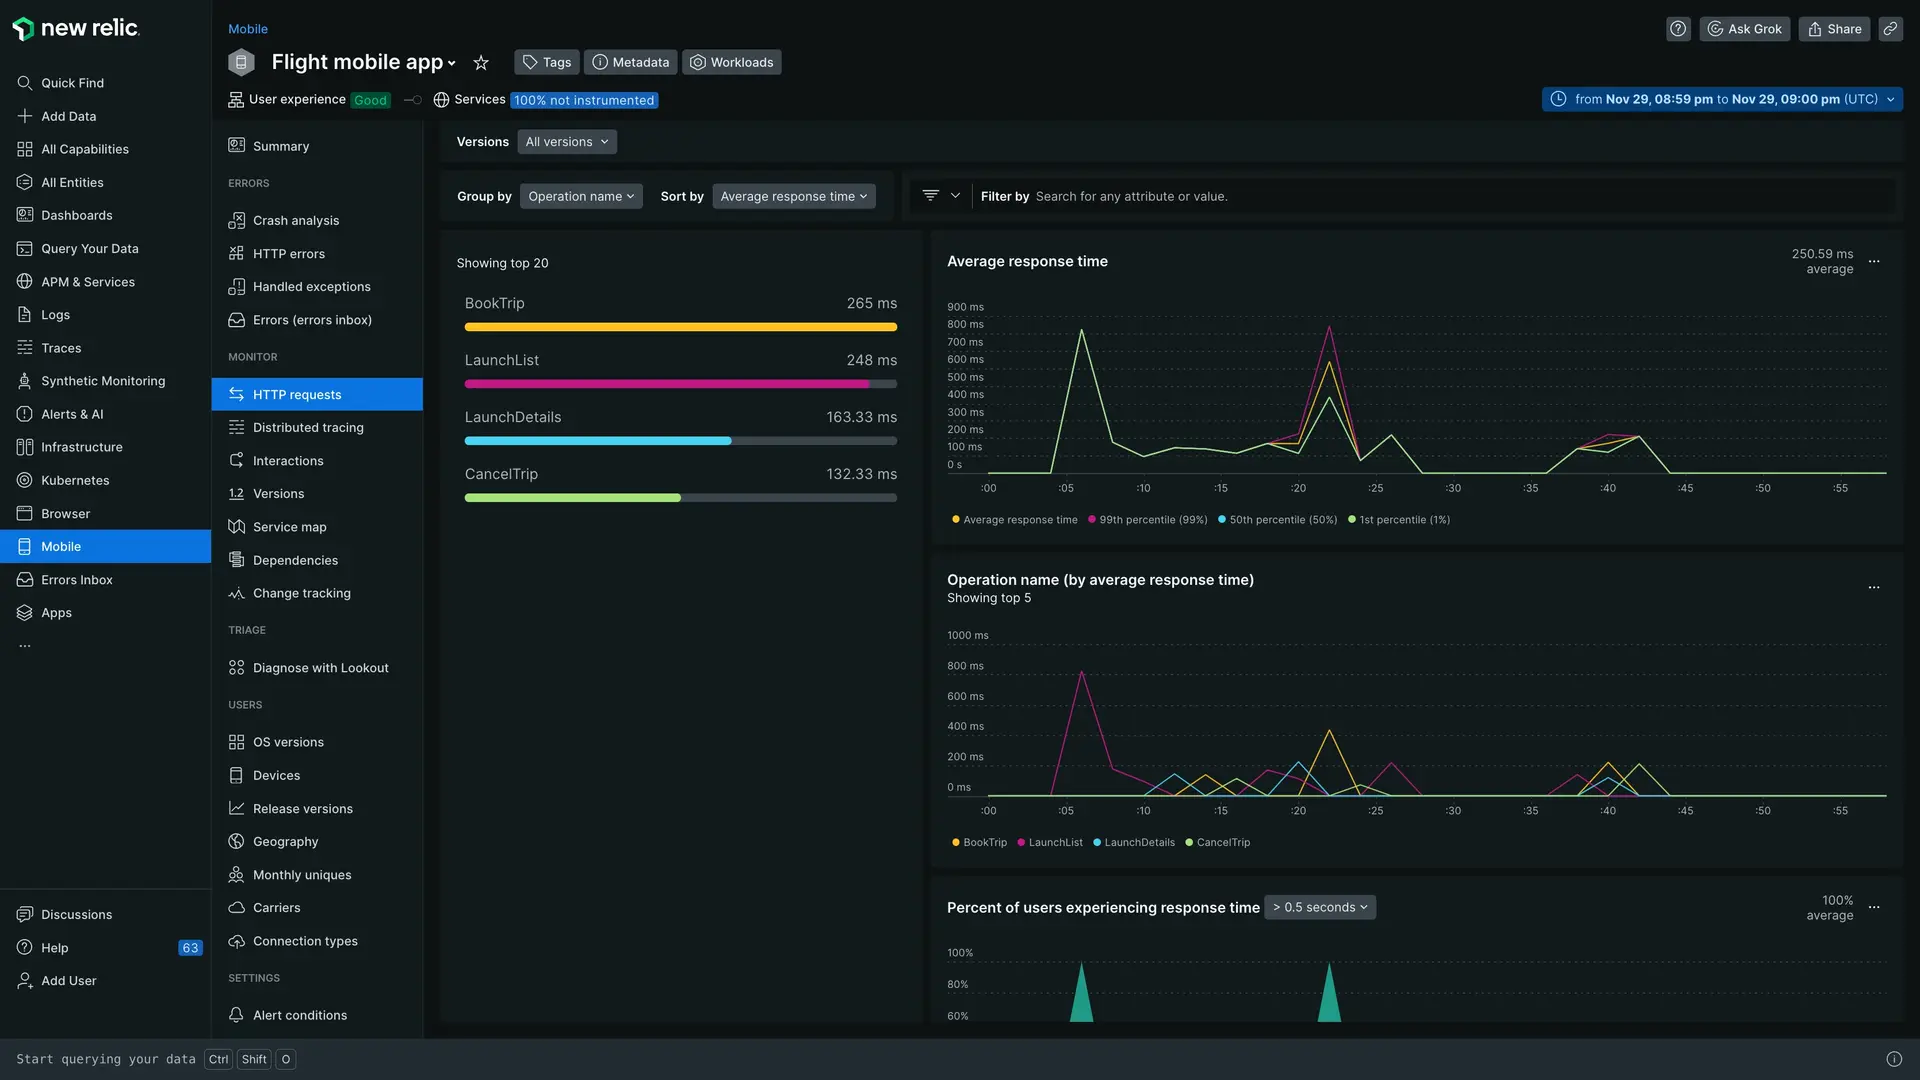 new relic
Quick Find
Add Data
All Capabilities
All Entities
Dashboards
Query Your Data
APM & Services
Logs
Traces
Synthetic Monitoring
Alerts & AI
Infrastructure
Kubernetes
Browser
Mobile
Errors Inbox
Apps
...
Discussions
Help 63
Add User
Mobile
Flight mobile app
Tags Metadata Workloads
Ask Grok Share
User experience Good Services 100% not instrumented
from Nov 29, 08:59 pm to Nov 29, 09:00 pm (UTC)
Summary
ERRORS
Crash analysis
HTTP errors
Handled exceptions
Errors (errors inbox)
MONITOR
HTTP requests
Distributed tracing
Interactions
1.2 Versions
Service map
Dependencies
Change tracking
TRIAGE
Diagnose with Lookout
USERS
OS versions
Devices
Release versions
Geography
Monthly uniques
Carriers
Connection types
SETTINGS
Alert conditions
Versions All versions
Group by Operation name Sort by Average response time
Filter by Search for any attribute or value.
Showing top 20
BookTrip 265 ms
LaunchList 248 ms
LaunchDetails 163.33 ms
CancelTrip 132.33 ms
Average response time
250.59 ms
average
...
900 ms
800 ms
700 ms
600 ms
500 ms
400 ms
300 ms
200 ms
100 ms
0 s
:00 :05 :10 :15 :20 :25 :30 :35 :40 :45 :50 :55
Average response time 99th percentile (99%) 50th percentile (50%) 1st percentile (1%)
Operation name (by average response time)
...
Showing top 5
1000 ms
800 ms
600 ms
400 ms
200 ms
0 ms
:00 :05 :10 :15 :20 :25 :30 :35 :40 :45 :50 :55
BookTrip LaunchList LaunchDetails CancelTrip
Percent of users experiencing response time > 0.5 seconds
100%
average
...
100%
80%
60%
Start querying your data Ctrl Shift O